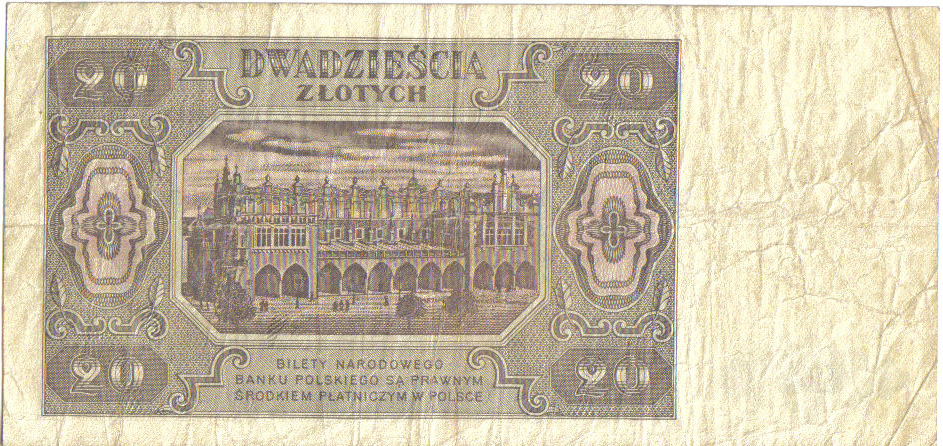 20 DWADZIEŚCIA 20
ZŁOTYCH
BILETY NARODOWEGO
BANKU POLSKIEGO SĄ PRAWNYM
20 ŚRODKIEM PŁATNICZYM W POLSCE 20